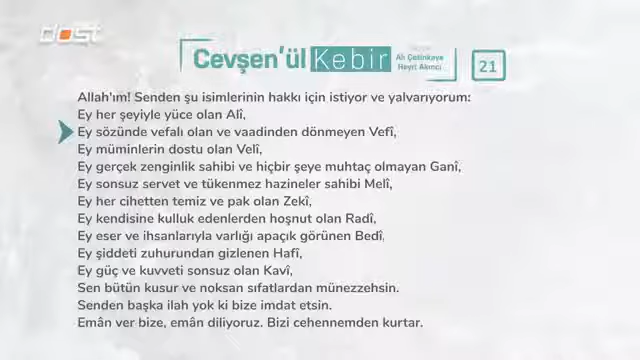 dost
Cevşen'ül Kebir
Ali Çetinkaya
Hayri Akıncı
21
Allah'ım! Senden şu isimlerinin hakkı için istiyor ve yalvarıyorum:
Ey her şeyiyle yüce olan Alî,
Ey sözünde vefalı olan ve vaadinden dönmeyen Vefî,
Ey müminlerin dostu olan Velî,
Ey gerçek zenginlik sahibi ve hiçbir şeye muhtaç olmayan Ganî,
Ey sonsuz servet ve tükenmez hazineler sahibi Melî,
Ey her cihetten temiz ve pak olan Zekî,
Ey kendisine kulluk edenlerden hoşnut olan Radî,
Ey eser ve ihsanlarıyla varlığı apaçık görünen Bedî,
Ey şiddeti zuhurundan gizlenen Hafî,
Ey güç ve kuvveti sonsuz olan Kavî,
Sen bütün kusur ve noksan sıfatlardan münezzehsin.
Senden başka ilah yok ki bize imdat etsin.
Emân ver bize, emân diliyoruz. Bizi cehennemden kurtar.